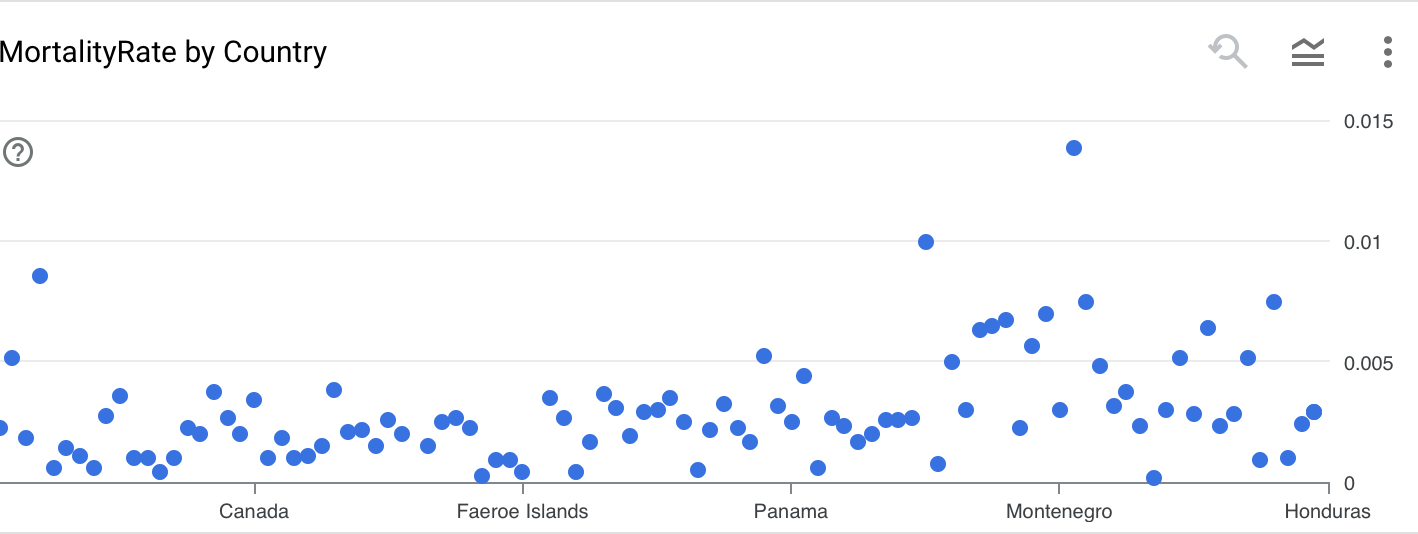 MortalityRate by Country
0.015
?
0.01
0.005
0
Canada Faeroe Islands Panama Montenegro Honduras